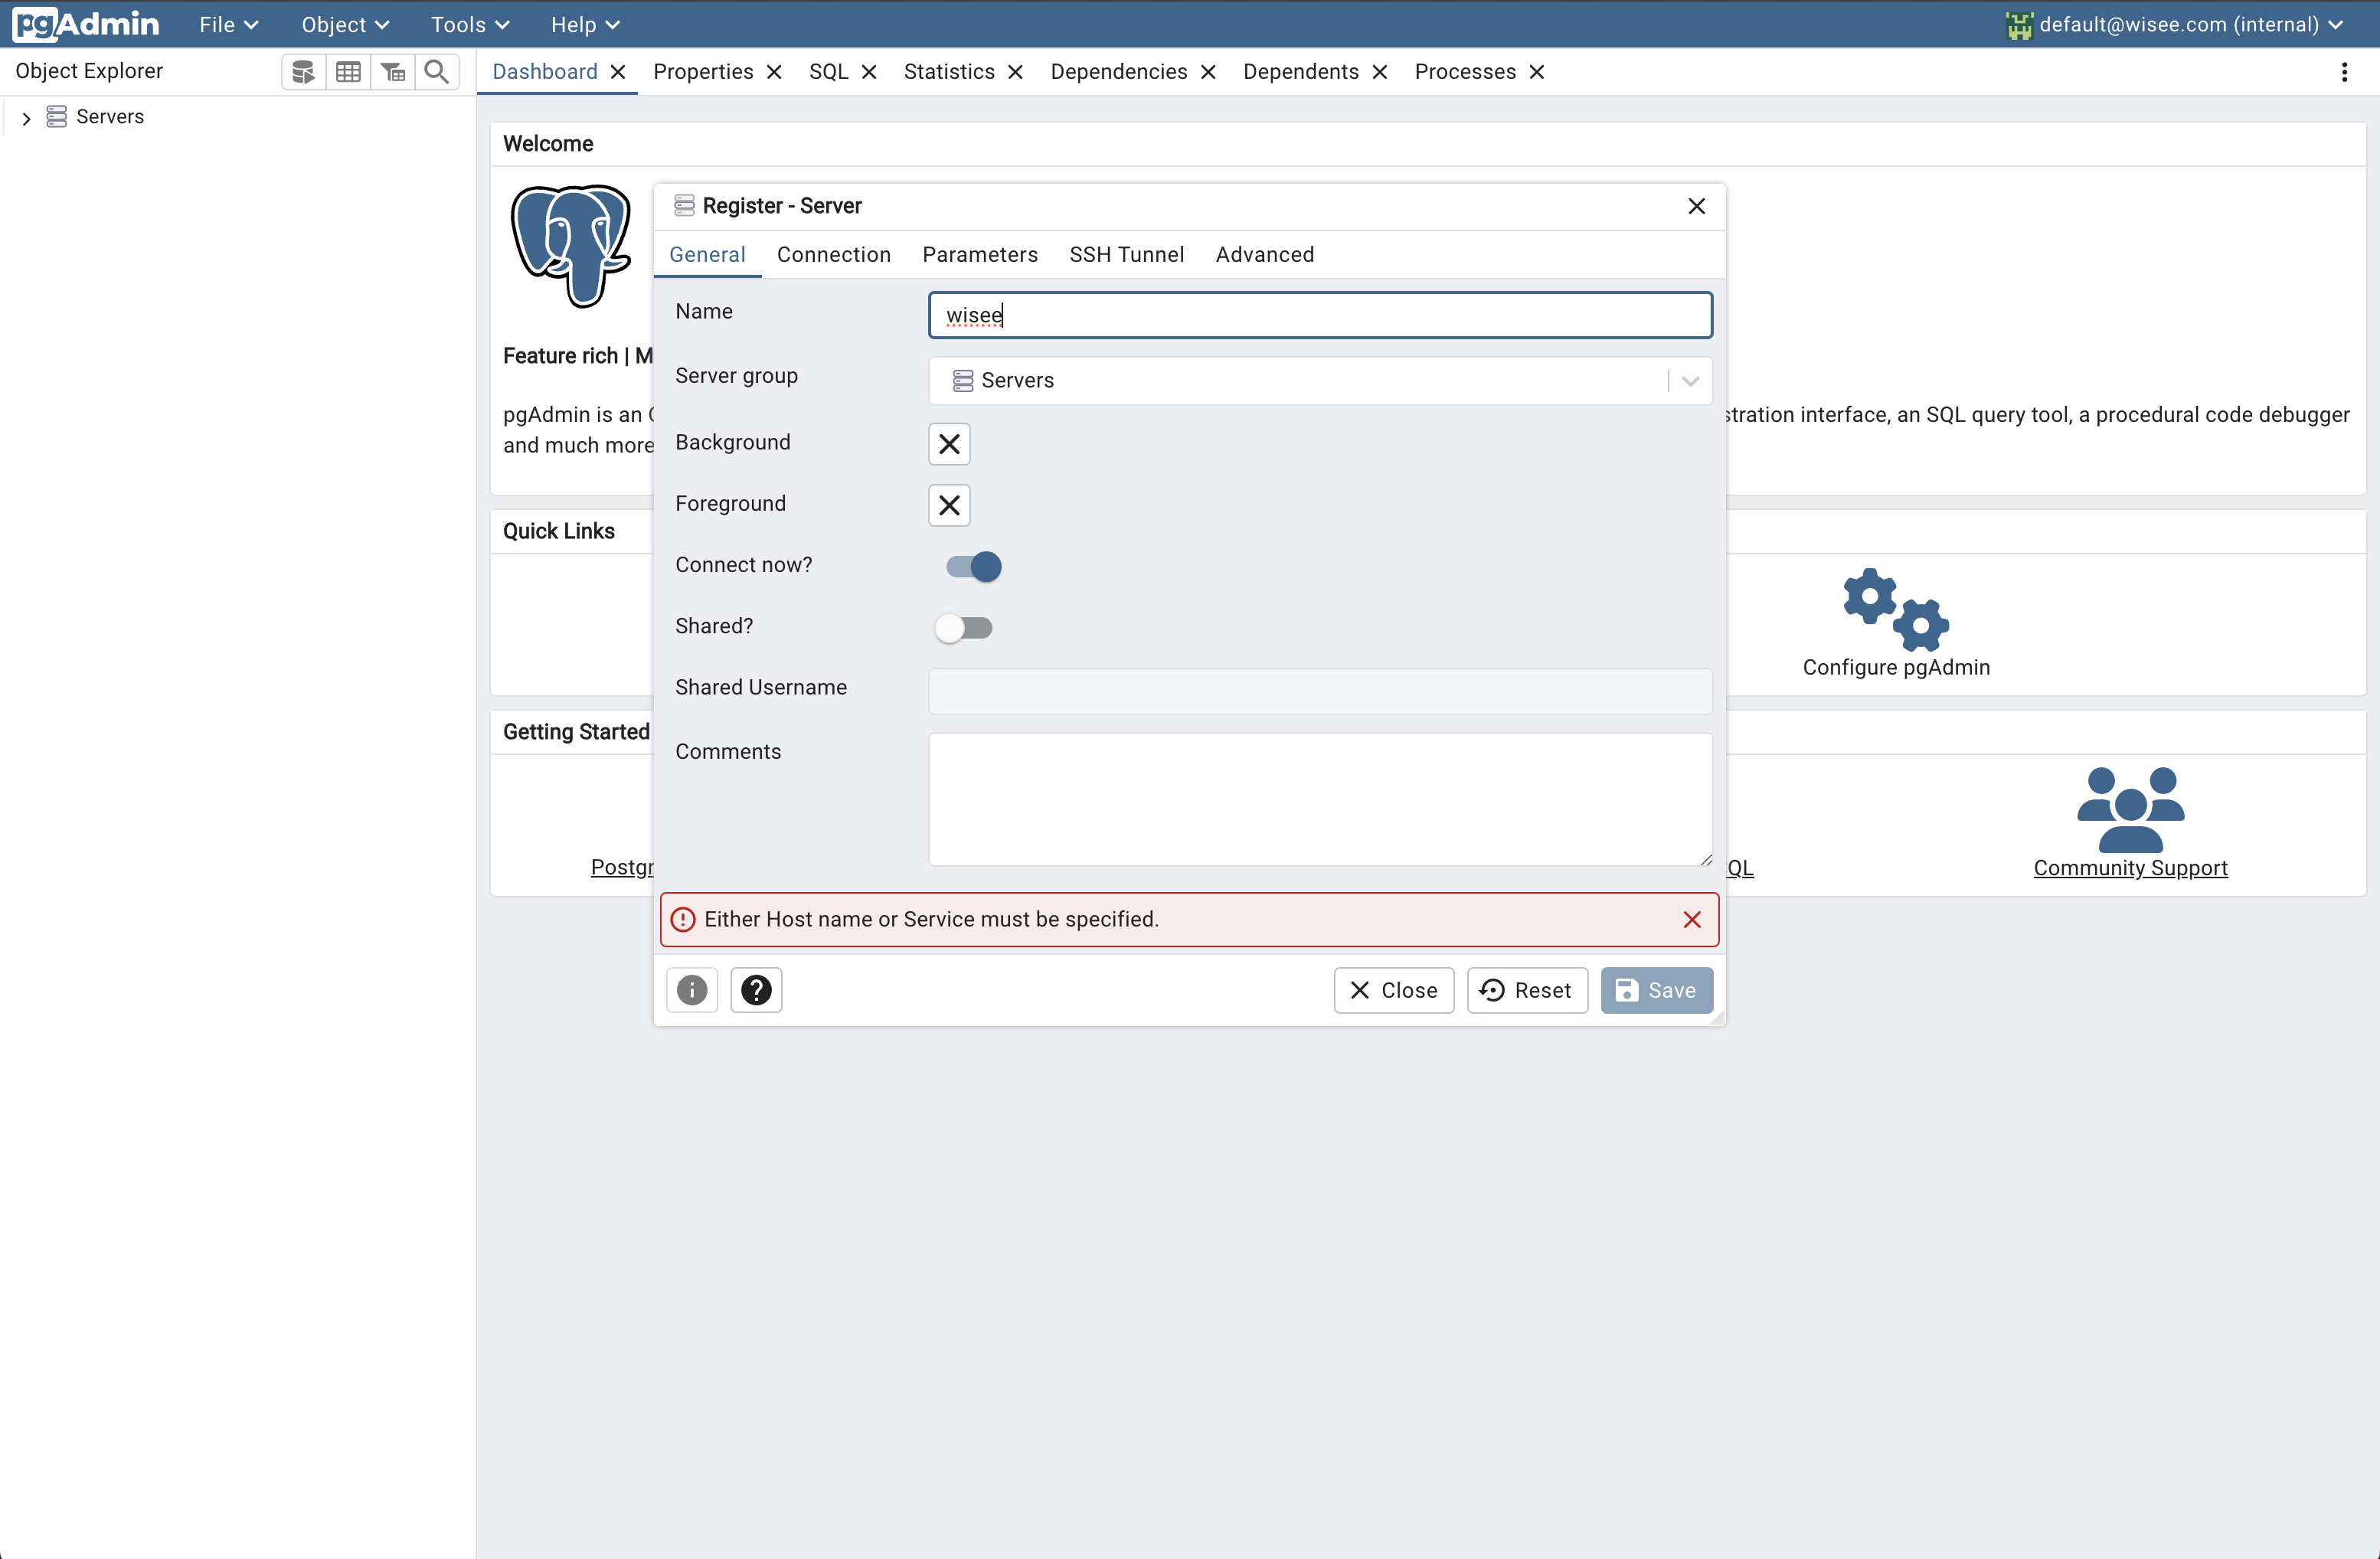 pgAdmin File Object Tools Help default@wisee.com (internal)
Object Explorer Dashboard Properties SQL Statistics Dependencies Dependents Processes
Servers
Welcome
Register - Server
General Connection Parameters SSH Tunnel Advanced
Name wisee
Feature rich | M
Server group Servers
pgAdmin is an stration interface, an SQL query tool, a procedural code debugger
and much more
Background
Foreground
Quick Links
Connect now?
Shared?
Configure pgAdmin
Shared Username
Getting Started
Comments
Postgr QL Community Support
Either Host name or Service must be specified.
Close Reset Save